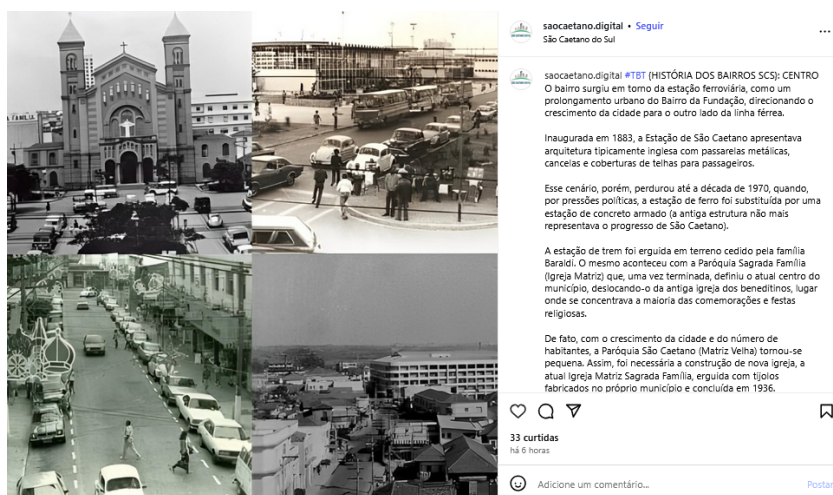 saocaetano.digital • Seguir
São Caetano do Sul
saocaetano.digital #TBT (HISTÓRIA DOS BAIRROS SCS): CENTRO
O bairro surgiu em torno da estação ferroviária, como um
prolongamento urbano do Bairro da Fundação, direcionando o
crescimento da cidade para o outro lado da linha férrea.
Inaugurada em 1883, a Estação de São Caetano apresentava
arquitetura tipicamente inglesa com passarelas metálicas,
cancelas e coberturas de telhas para passageiros.
Esse cenário, porém, perdurou até a década de 1970, quando,
por pressões políticas, a estação de ferro foi substituída por uma
estação de concreto armado (a antiga estrutura não mais
representava o progresso de São Caetano).
A estação de trem foi erguida em terreno cedido pela família
Baraldi. O mesmo aconteceu com a Paróquia Sagrada Família
(Igreja Matriz) que, uma vez terminada, definiu o atual centro do
município, deslocando-o da antiga igreja dos beneditinos, lugar
onde se concentrava a maioria das comemorações e festas
religiosas.
De fato, com o crescimento da cidade e do número de
habitantes, a Paróquia São Caetano (Matriz Velha) tornou-se
pequena. Assim, foi necessária a construção de nova igreja, a
atual Igreja Matriz Sagrada Família, erguida com tijolos
fabricados no próprio município e concluída em 1936.
33 curtidas
há 6 horas
Adicione um comentário...
Postar